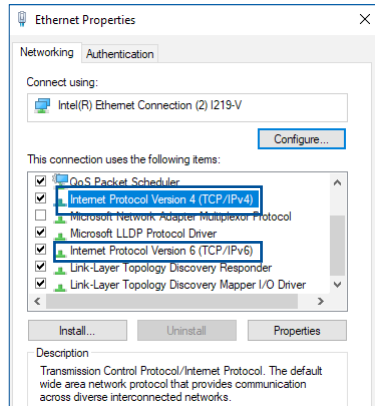 Ethernet Properties
Networking
Authentication
Connect using:
Intel(R) Ethernet Connection (2) I219-V
Configure...
This connection uses the following items:
QoS Packet Scheduler
Internet Protocol Version 4 (TCP/IPv4)
Microsoft Network Adapter Multiplexor Protocol
Microsoft LLDP Protocol Driver
Internet Protocol Version 6 (TCP/IPv6)
Link-Layer Topology Discovery Responder
Link-Layer Topology Discovery Mapper I/O Driver
Install...
Uninstall
Properties
Description
Transmission Control Protocol/Internet Protocol. The default
wide area network protocol that provides communication
across diverse interconnected networks.